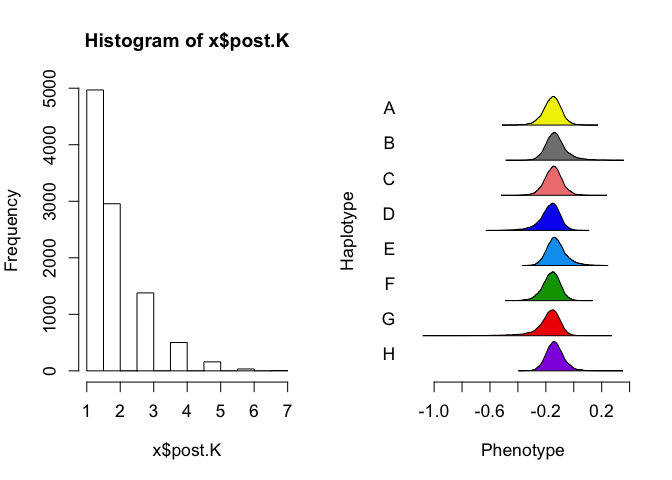 Histogram of x$post.K
Frequency
5000
4000
3000
2000
1000
0
1 2 3 4 5 6 7
x$post.K
Haplotype
A
B
C
D
E
F
G
H
-1.0 -0.6 -0.2 0.2
Phenotype